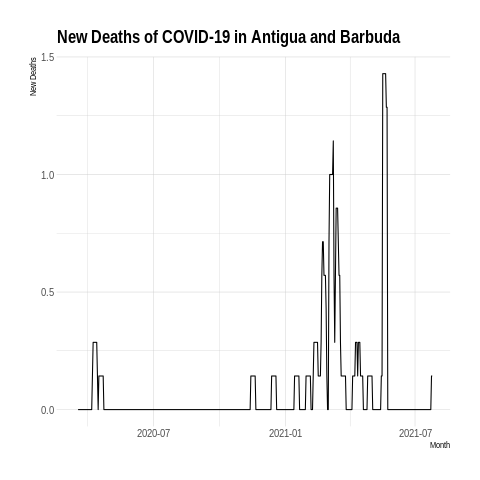 New Deaths of COVID-19 in Antigua and Barbuda
New Deaths
1.5
1.0
0.5
0.0
2020-07
2021-01
2021-07
Month